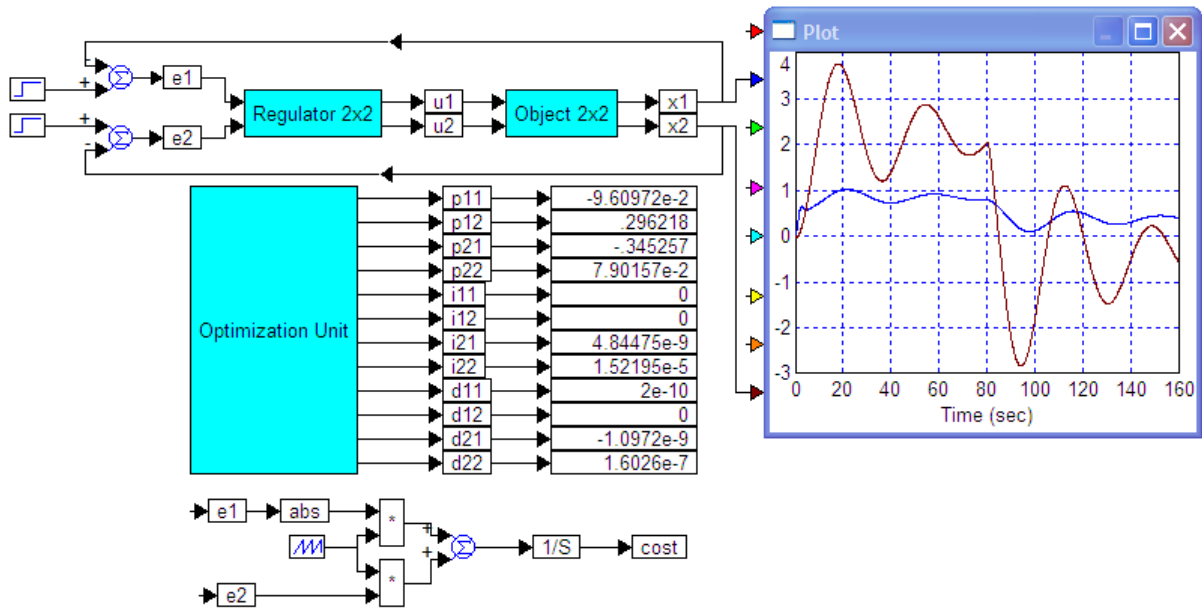 Plot
- + Σ e1
+ - Σ e2
Regulator 2x2
u1
u2
Object 2x2
x1
x2
Optimization Unit
p11 -9.60972e-2
p12 .296218
p21 -.345257
p22 7.90157e-2
i11 0
i12 0
i21 4.84475e-9
i22 1.52195e-5
d11 2e-10
d12 0
d21 -1.0972e-9
d22 1.6026e-7
4
3
2
1
0
-1
-2
-3
0 20 40 60 80 100 120 140 160
Time (sec)
e1 abs * + + Σ 1/S cost
e2 *